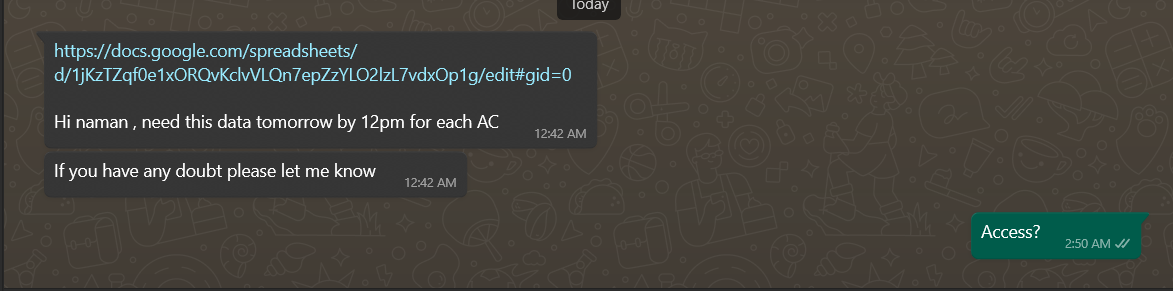 Today
https://docs.google.com/spreadsheets/
d/1jKzTZqf0e1xORQvKclvVLQn7epZzYLO2lzL7vdxOp1g/edit#gid=0
Hi naman , need this data tomorrow by 12pm for each AC
12:42 AM
If you have any doubt please let me know
12:42 AM
Access?
2:50 AM